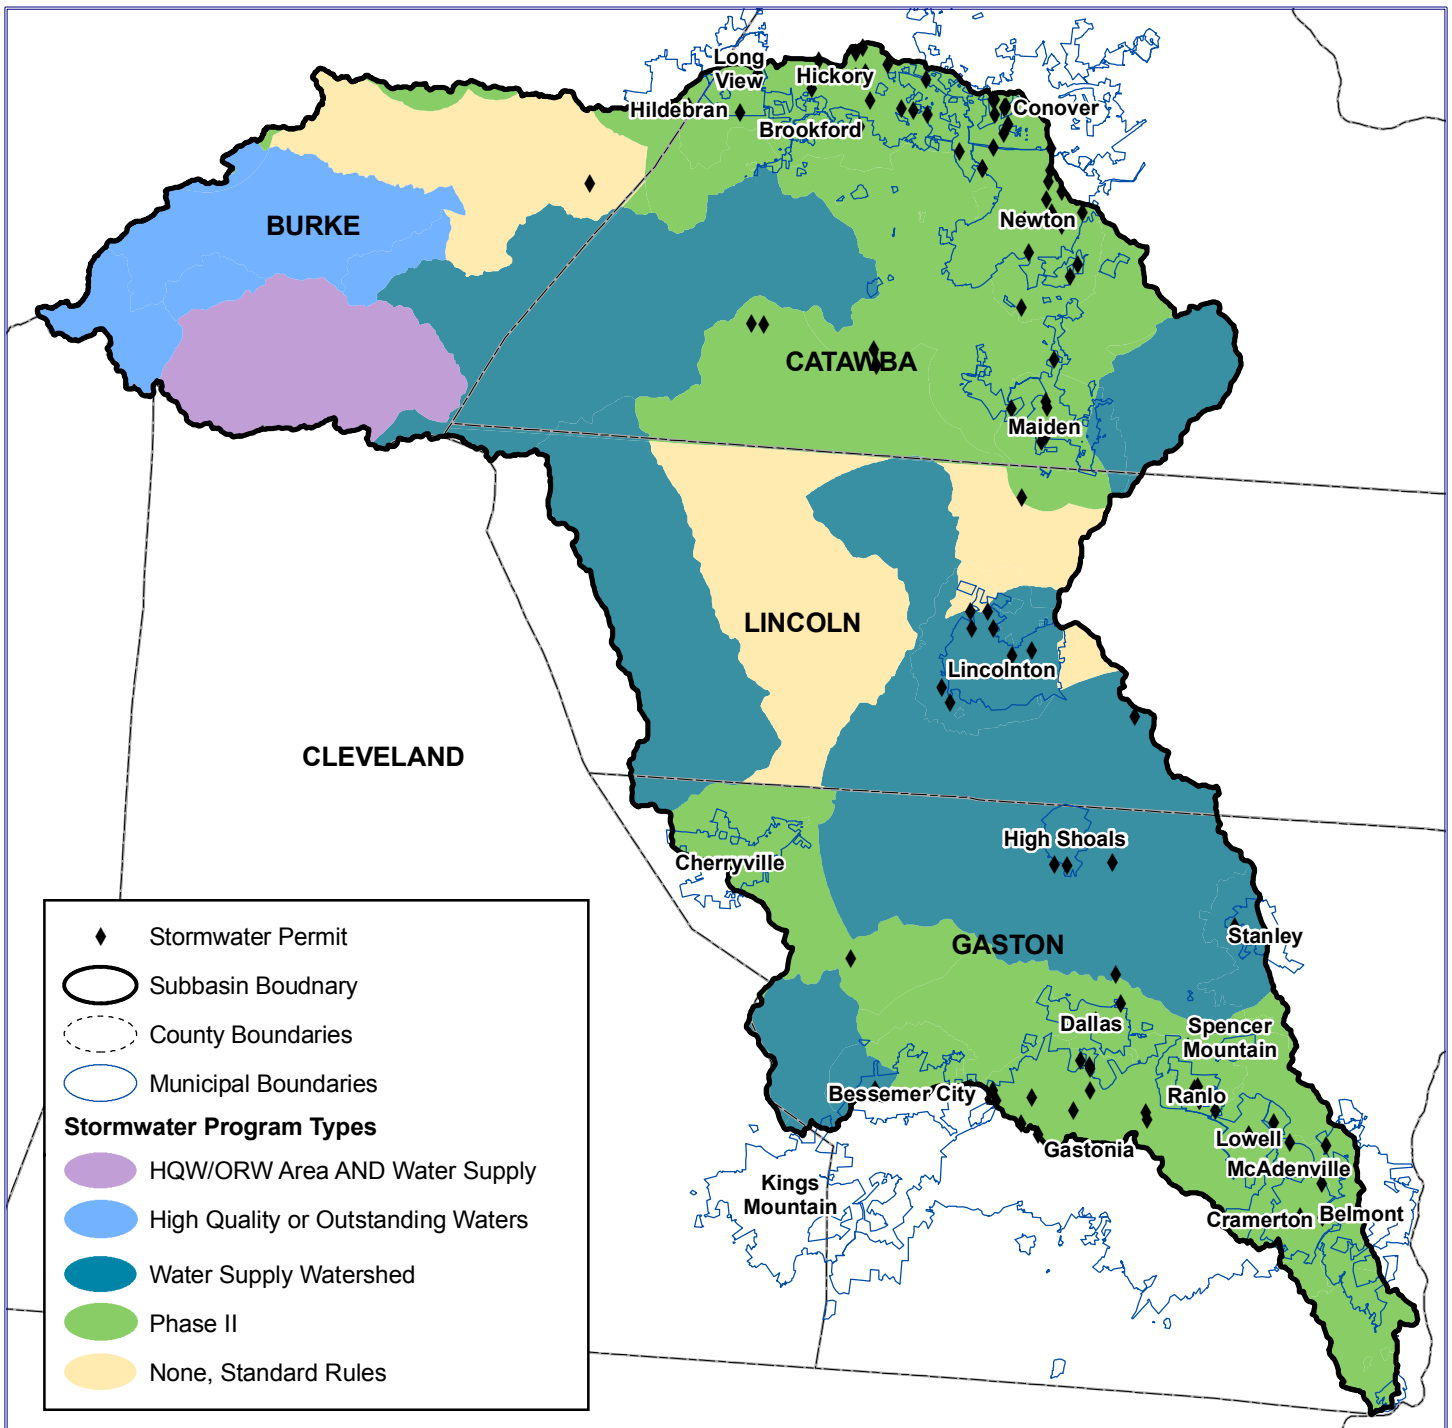 Long
View
Hickory
Hildebran
Conover
Brookford
BURKE
Newton
CATAWBA
Maiden
LINCOLN
Lincolnton
CLEVELAND
High Shoals
Cherryville
Stanley
GASTON
Dallas
Spencer
Mountain
Bessemer City
Ranlo
Lowell
Gastonia
McAdenville
Kings
Mountain
Cramerton
Belmont
Stormwater Permit
Subbasin Boudnary
County Boundaries
Municipal Boundaries
Stormwater Program Types
HQW/ORW Area AND Water Supply
High Quality or Outstanding Waters
Water Supply Watershed
Phase II
None, Standard Rules